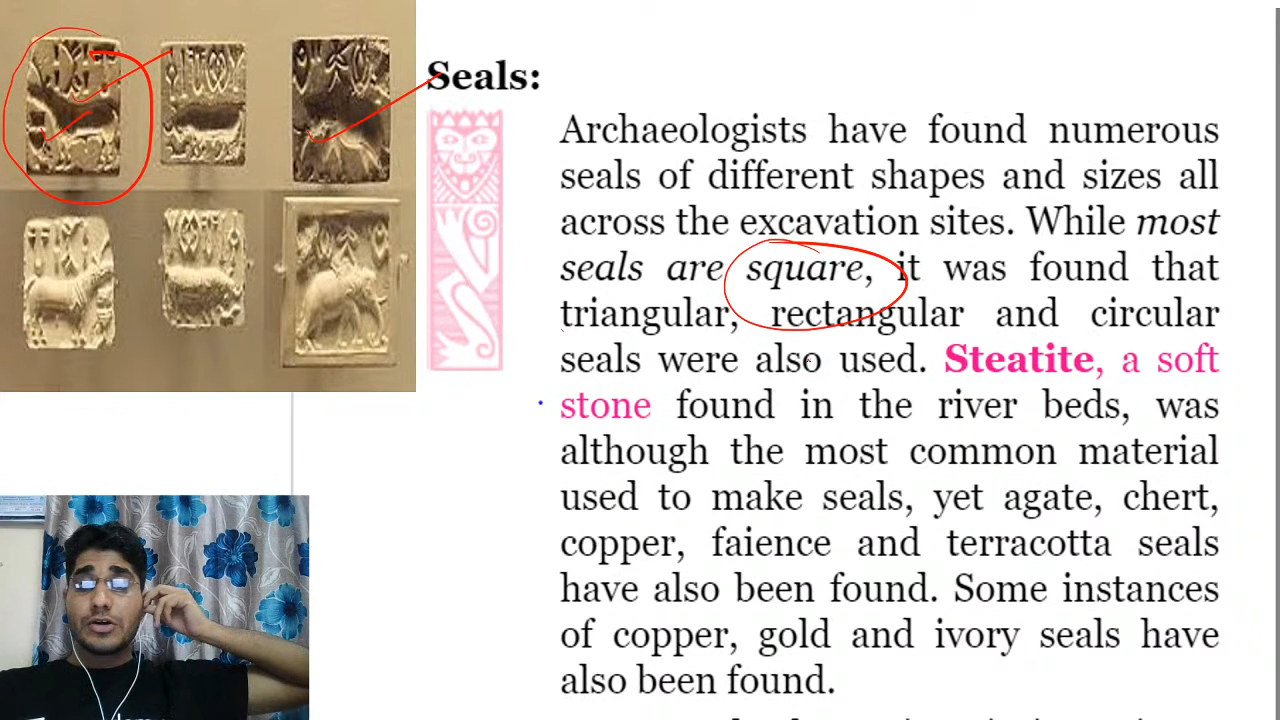 Seals:
Archaeologists have found numerous
seals of different shapes and sizes all
across the excavation sites. While most
seals are square, it was found that
triangular, rectangular and circular
seals were also used. Steatite, a soft
stone found in the river beds, was
although the most common material
used to make seals, yet agate, chert,
copper, faience and terracotta seals
have also been found. Some instances
of copper, gold and ivory seals have
also been found.